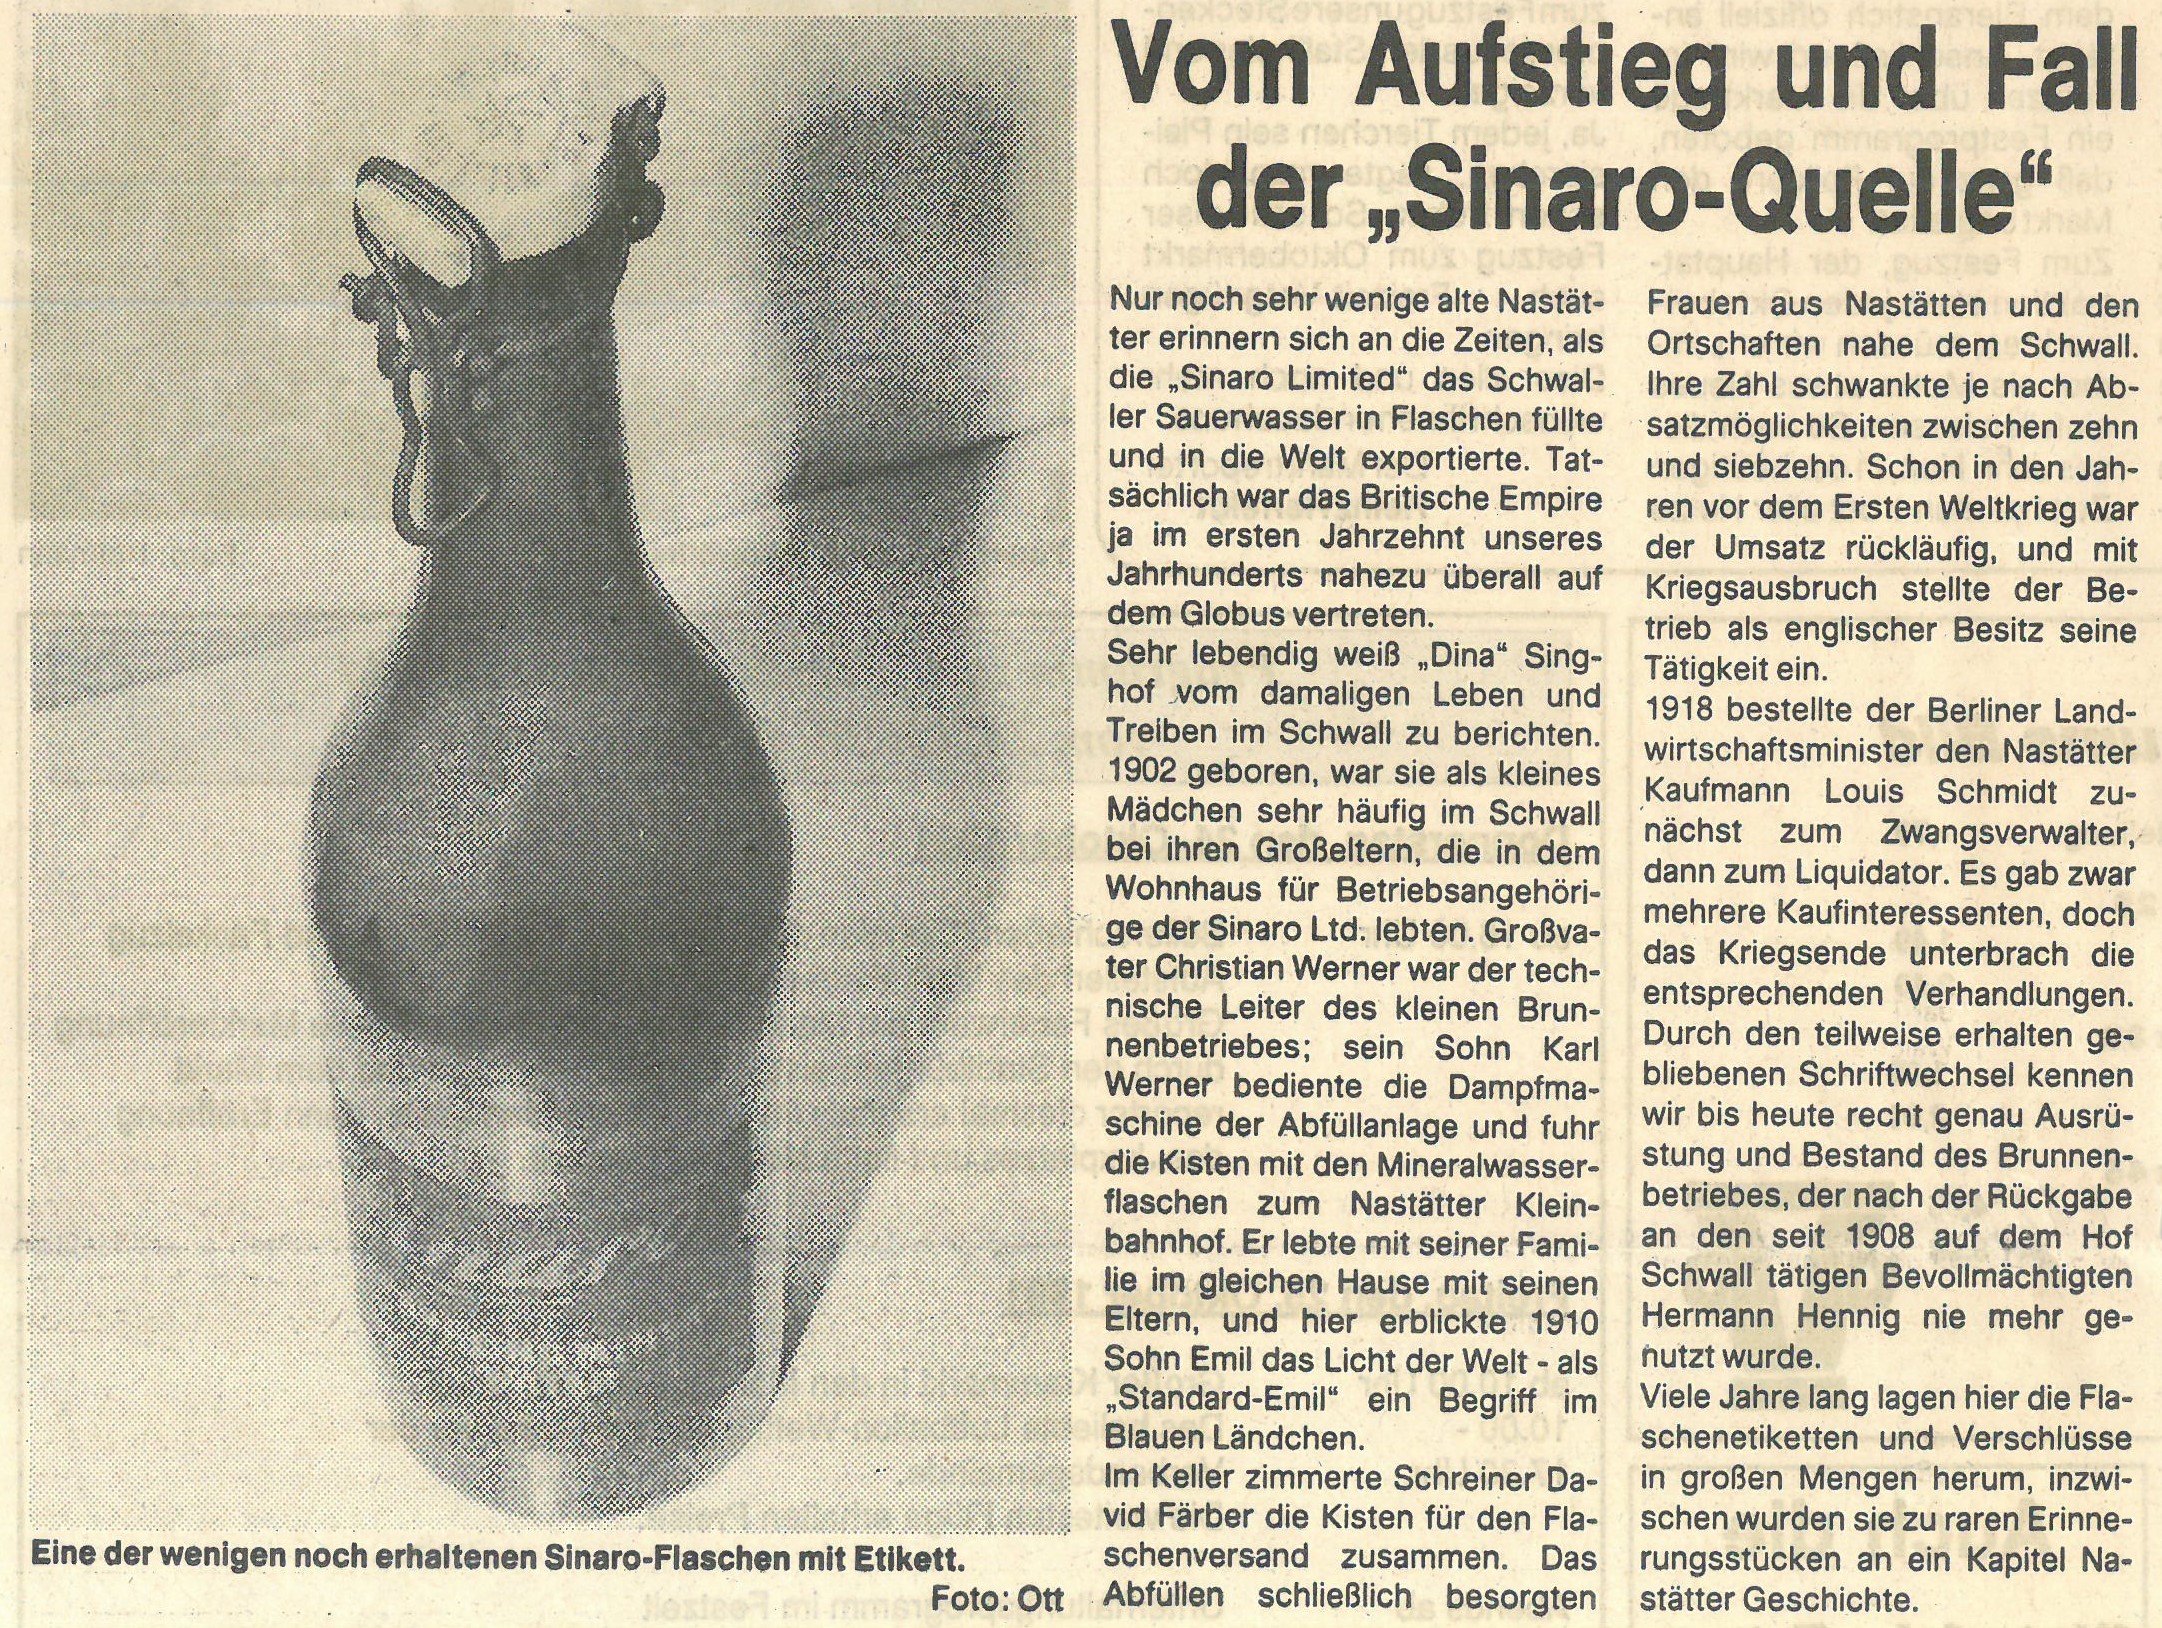 Vom Aufstieg und Fall
der „Sinaro-Quelle“
Nur noch sehr wenige alte Nastät-
ter erinnern sich an die Zeiten, als
die „Sinaro Limited“ das Schwal-
ler Sauerwasser in Flaschen füllte
und in die Welt exportierte. Tat-
sächlich war das Britische Empire
ja im ersten Jahrzehnt unseres
Jahrhunderts nahezu überall auf
dem Globus vertreten.
Sehr lebendig weiß „Dina“ Sing-
hof vom damaligen Leben und
Treiben im Schwall zu berichten.
1902 geboren, war sie als kleines
Mädchen sehr häufig im Schwall
bei ihren Großeltern, die in dem
Wohnhaus für Betriebsangehöri-
ge der Sinaro Ltd. lebten. Großva-
ter Christian Werner war der tech-
nische Leiter des kleinen Brun-
nenbetriebes; sein Sohn Karl
Werner bediente die Dampfma-
schine der Abfüllanlage und fuhr
die Kisten mit den Mineralwasser-
flaschen zum Nastätter Klein-
bahnhof. Er lebte mit seiner Fami-
lie im gleichen Hause mit seinen
Eltern, und hier erblickte 1910
Sohn Emil das Licht der Welt - als
„Standard-Emil“ ein Begriff im
Blauen Ländchen.
Im Keller zimmerte Schreiner Da-
vid Färber die Kisten für den Fla-
schenversand zusammen. Das
Abfüllen schließlich besorgten
Frauen aus Nastätten und den
Ortschaften nahe dem Schwall.
Ihre Zahl schwankte je nach Ab-
satzmöglichkeiten zwischen zehn
und siebzehn. Schon in den Jah-
ren vor dem Ersten Weltkrieg war
der Umsatz rückläufig, und mit
Kriegsausbruch stellte der Be-
trieb als englischer Besitz seine
Tätigkeit ein.
1918 bestellte der Berliner Land-
wirtschaftsminister den Nastätter
Kaufmann Louis Schmidt zu-
nächst zum Zwangsverwalter,
dann zum Liquidator. Es gab zwar
mehrere Kaufinteressenten, doch
das Kriegsende unterbrach die
entsprechenden Verhandlungen.
Durch den teilweise erhalten ge-
bliebenen Schriftwechsel kennen
wir bis heute recht genau Ausrü-
stung und Bestand des Brunnen-
betriebes, der nach der Rückgabe
an den seit 1908 auf dem Hof
Schwall tätigen Bevollmächtigten
Hermann Hennig nie mehr ge-
nutzt wurde.
Viele Jahre lang lagen hier die Fla-
schenetiketten und Verschlüsse
in großen Mengen herum, inzwi-
schen wurden sie zu raren Erinne-
rungsstücken an ein Kapitel Na-
stätter Geschichte.
Eine der wenigen noch erhaltenen Sinaro-Flaschen mit Etikett.
Foto: Ott